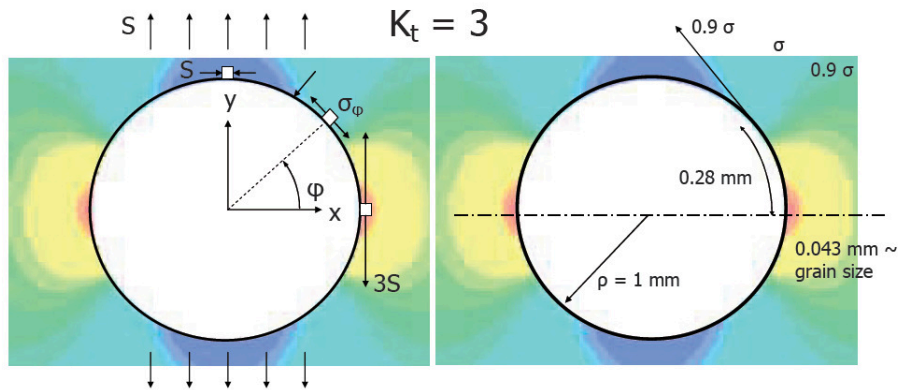 S
Kt = 3
S
y
σφ
φ
x
3S
0.9 σ
σ
0.9 σ
0.28 mm
0.043 mm ~
grain size
ρ = 1 mm